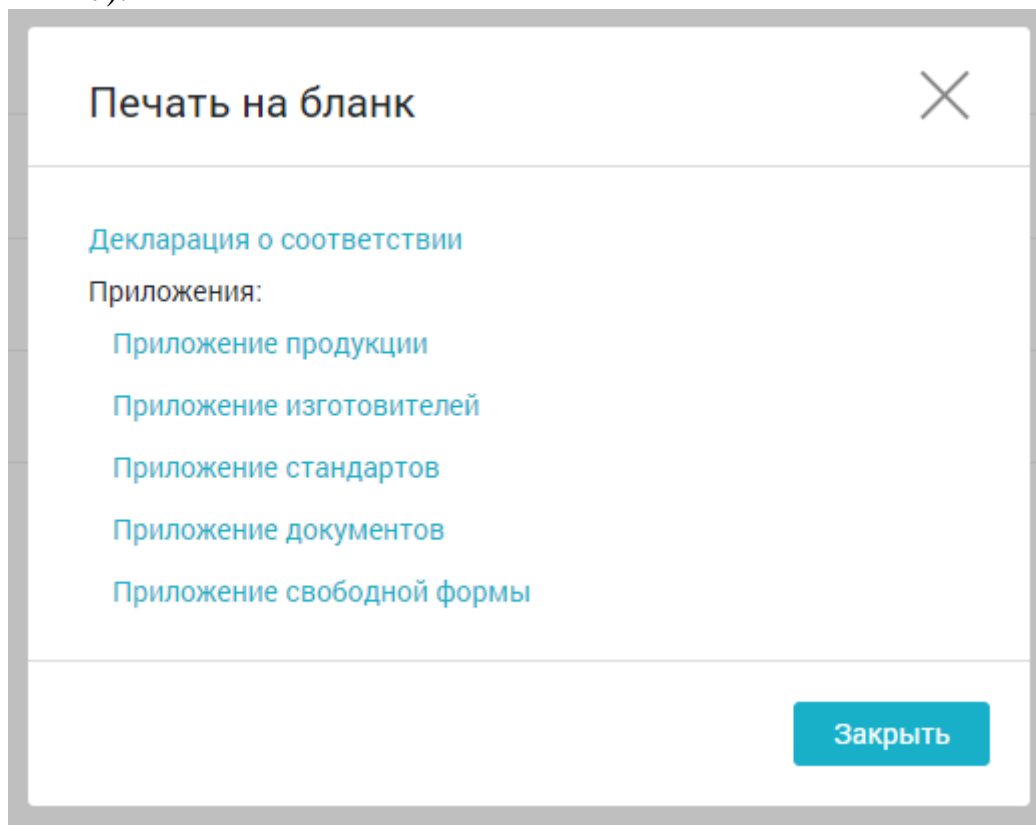 Печать на бланк
Декларация о соответствии
Приложения:
Приложение продукции
Приложение изготовителей
Приложение стандартов
Приложение документов
Приложение свободной формы
Закрыть